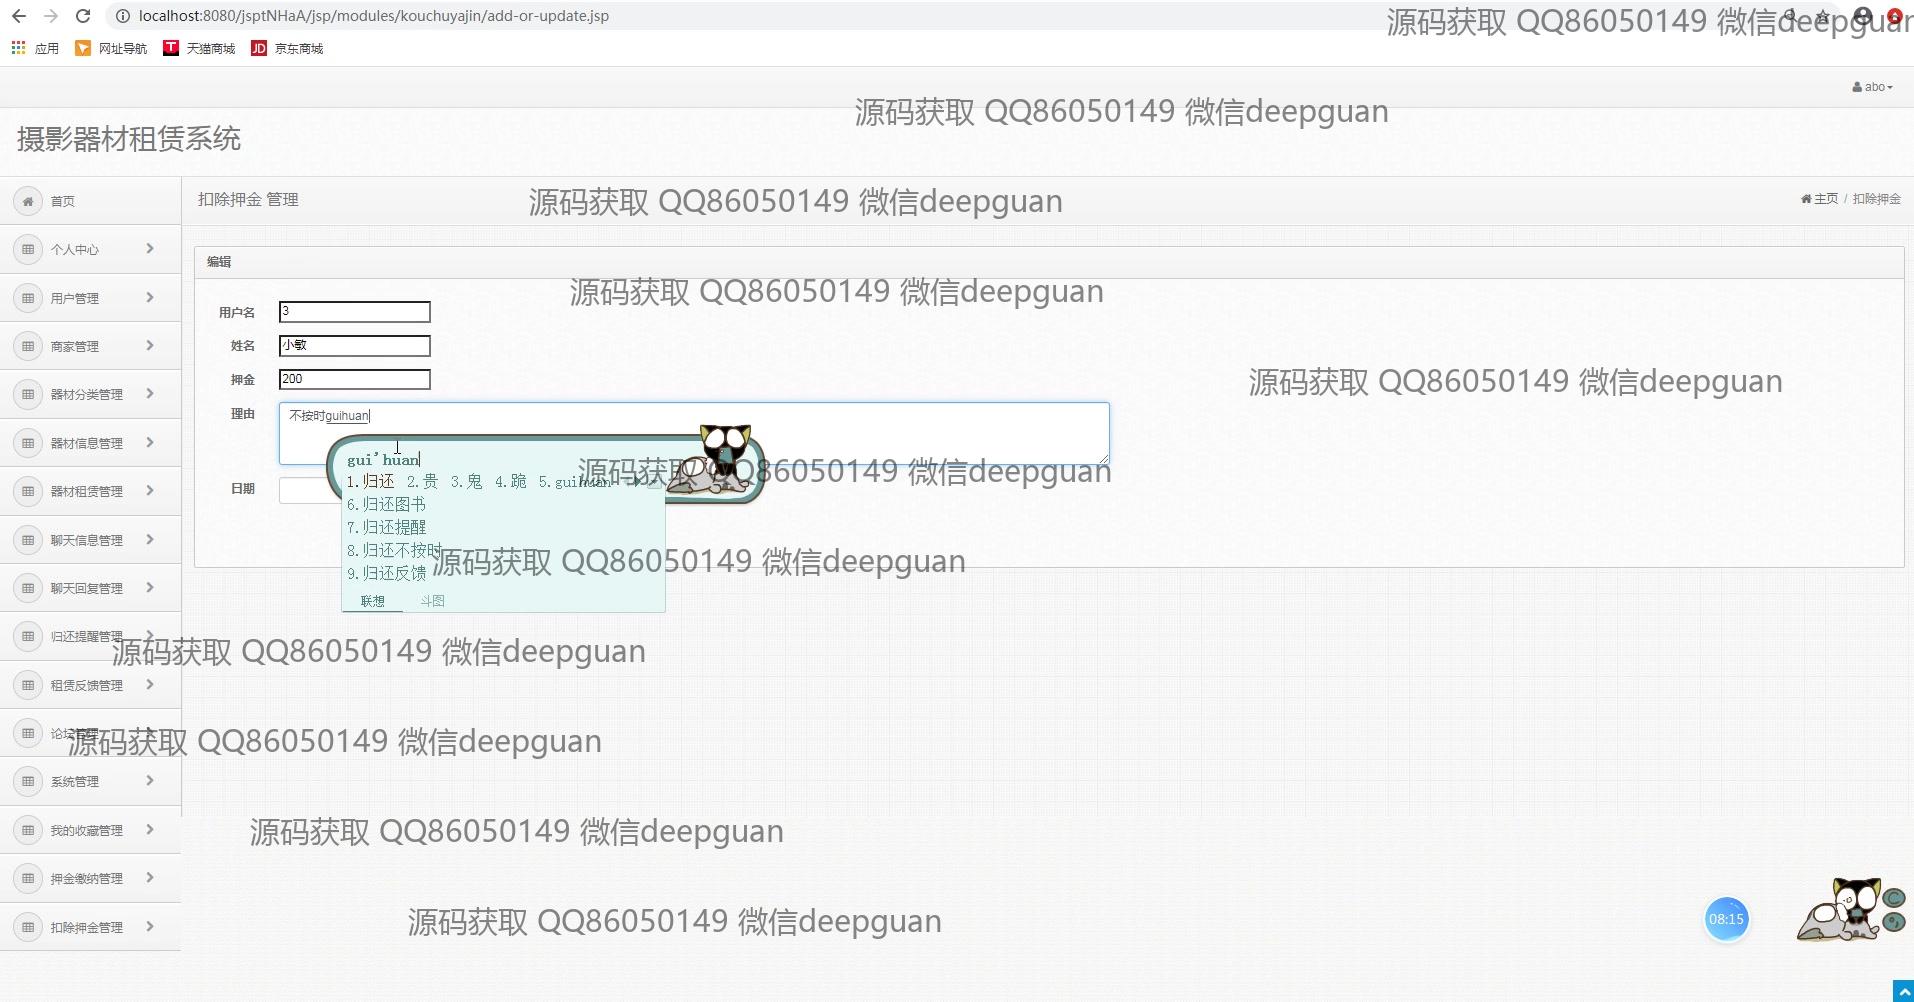 localhost:8080/jsptNHaA/jsp/modules/kouchuyajin/add-or-update.jsp
源码获取 QQ86050149 微信deepguan
应用 网址导航 T 天猫商城 JD 京东商城
abo
源码获取 QQ86050149 微信deepguan
摄影器材租赁系统
首页
扣除押金 管理
源码获取 QQ86050149 微信deepguan
主页 / 扣除押金
个人中心
用户管理
商家管理
器材分类管理
器材信息管理
器材租赁管理
聊天信息管理
聊天回复管理
归还提醒管理
租赁反馈管理
论坛管理
系统管理
我的收藏管理
押金缴纳管理
扣除押金管理
编辑
源码获取 QQ86050149 微信deepguan
用户名 3
姓名 小敏
押金 200
源码获取 QQ86050149 微信deepguan
理由 不按时guihuan
gui'huan
源码获取 QQ86050149 微信deepguan
日期
1.归还 2.贵 3.鬼 4.跪 5.guihuan
6.归还图书
7.归还提醒
8.归还不按时
9.归还反馈
源码获取 QQ86050149 微信deepguan
联想 斗图
源码获取 QQ86050149 微信deepguan
源码获取 QQ86050149 微信deepguan
源码获取 QQ86050149 微信deepguan
源码获取 QQ86050149 微信deepguan
08:15